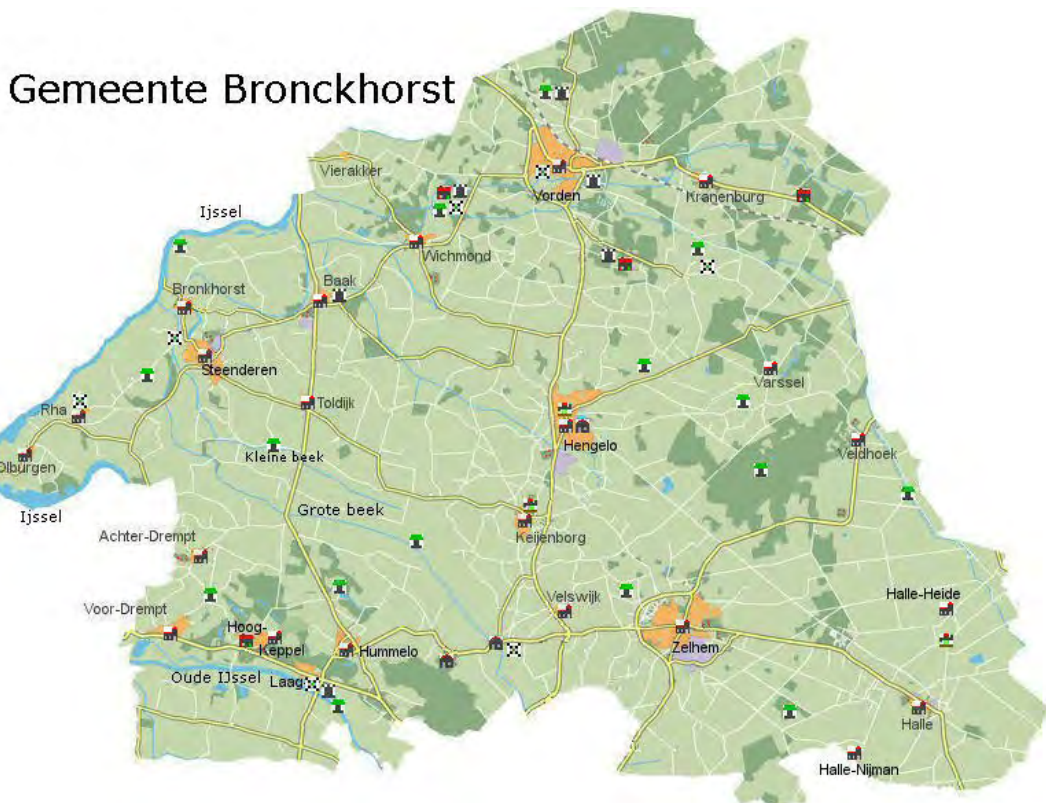 Gemeente Bronckhorst
Vierakker
Vorden
Kranenburg
Ijssel
Wichmond
Bronkhorst
Baak
Steenderen
Varssel
Rha
Toldijk
Hengelo
Veldhoek
Olburgen
Kleine beek
Ijssel
Grote beek
Achter-Drempt
Keijenborg
Halle-Heide
Voor-Drempt
Velswijk
Hoog-
Keppel
Hummelo
Zelhem
Oude IJssel
Laag
Halle
Halle-Nijman